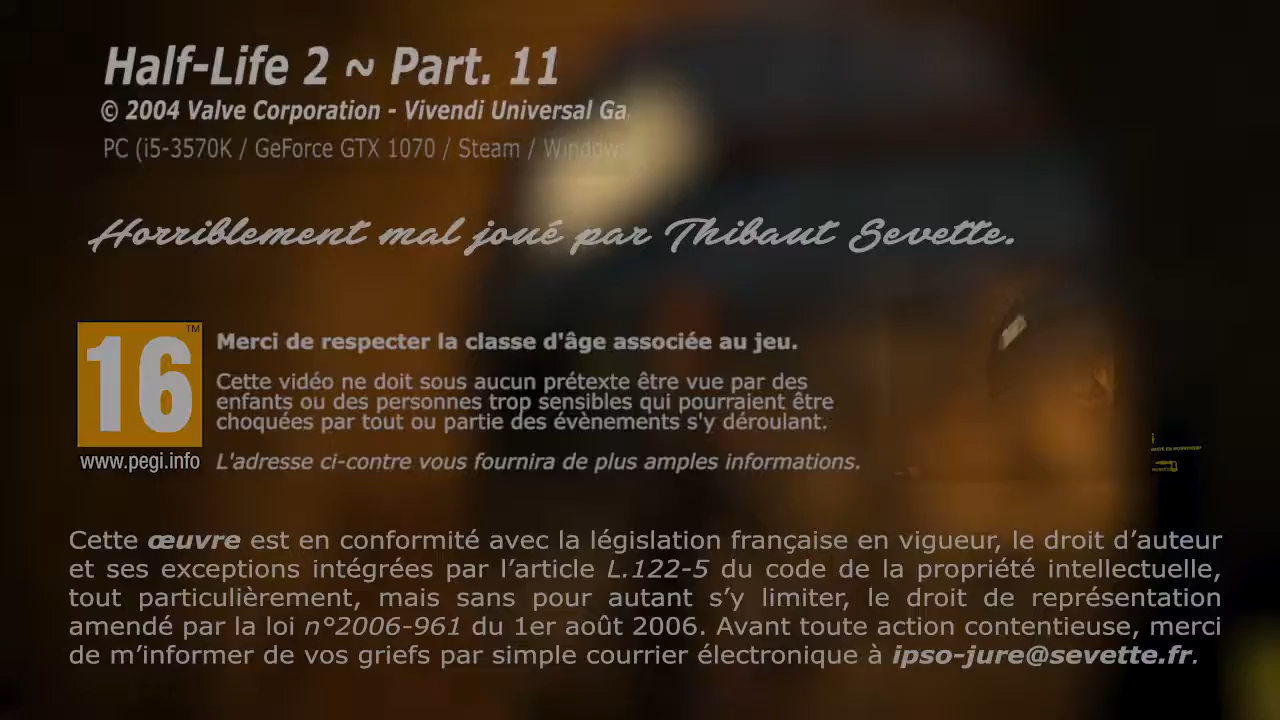 Half-Life 2 ~ Part. 11
© 2004 Valve Corporation - Vivendi Universal Ga
PC (i5-3570K / GeForce GTX 1070 / Steam / Windows
Horriblement mal joué par Thibaut Sevette.
16
TM
www.pegi.info
Merci de respecter la classe d'âge associée au jeu.
Cette vidéo ne doit sous aucun prétexte être vue par des
enfants ou des personnes trop sensibles qui pourraient être
choquées par tout ou partie des évènements s'y déroulant.
L'adresse ci-contre vous fournira de plus amples informations.
Cette œuvre est en conformité avec la législation française en vigueur, le droit d’auteur
et ses exceptions intégrées par l’article L.122-5 du code de la propriété intellectuelle,
tout particulièrement, mais sans pour autant s’y limiter, le droit de représentation
amendé par la loi n°2006-961 du 1er août 2006. Avant toute action contentieuse, merci
de m’informer de vos griefs par simple courrier électronique à ipso-jure@sevette.fr.